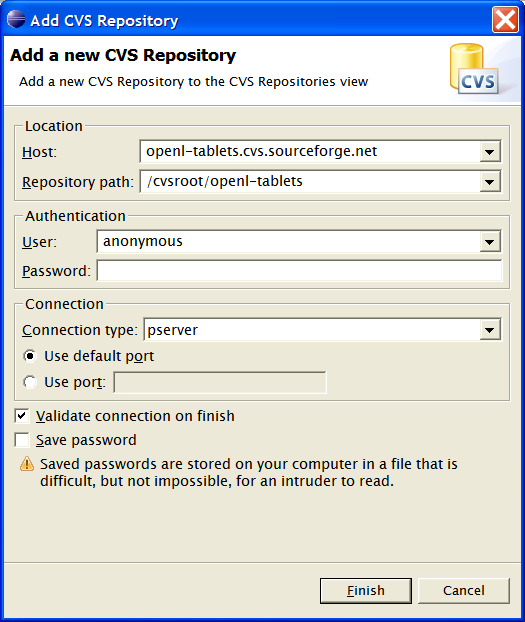 Add CVS Repository
Add a new CVS Repository
Add a new CVS Repository to the CVS Repositories view
CVS
Location
Host: openl-tablets.cvs.sourceforge.net
Repository path: /cvsroot/openl-tablets
Authentication
User: anonymous
Password:
Connection
Connection type: pserver
Use default port
Use port:
Validate connection on finish
Save password
Saved passwords are stored on your computer in a file that is
difficult, but not impossible, for an intruder to read.
Finish Cancel